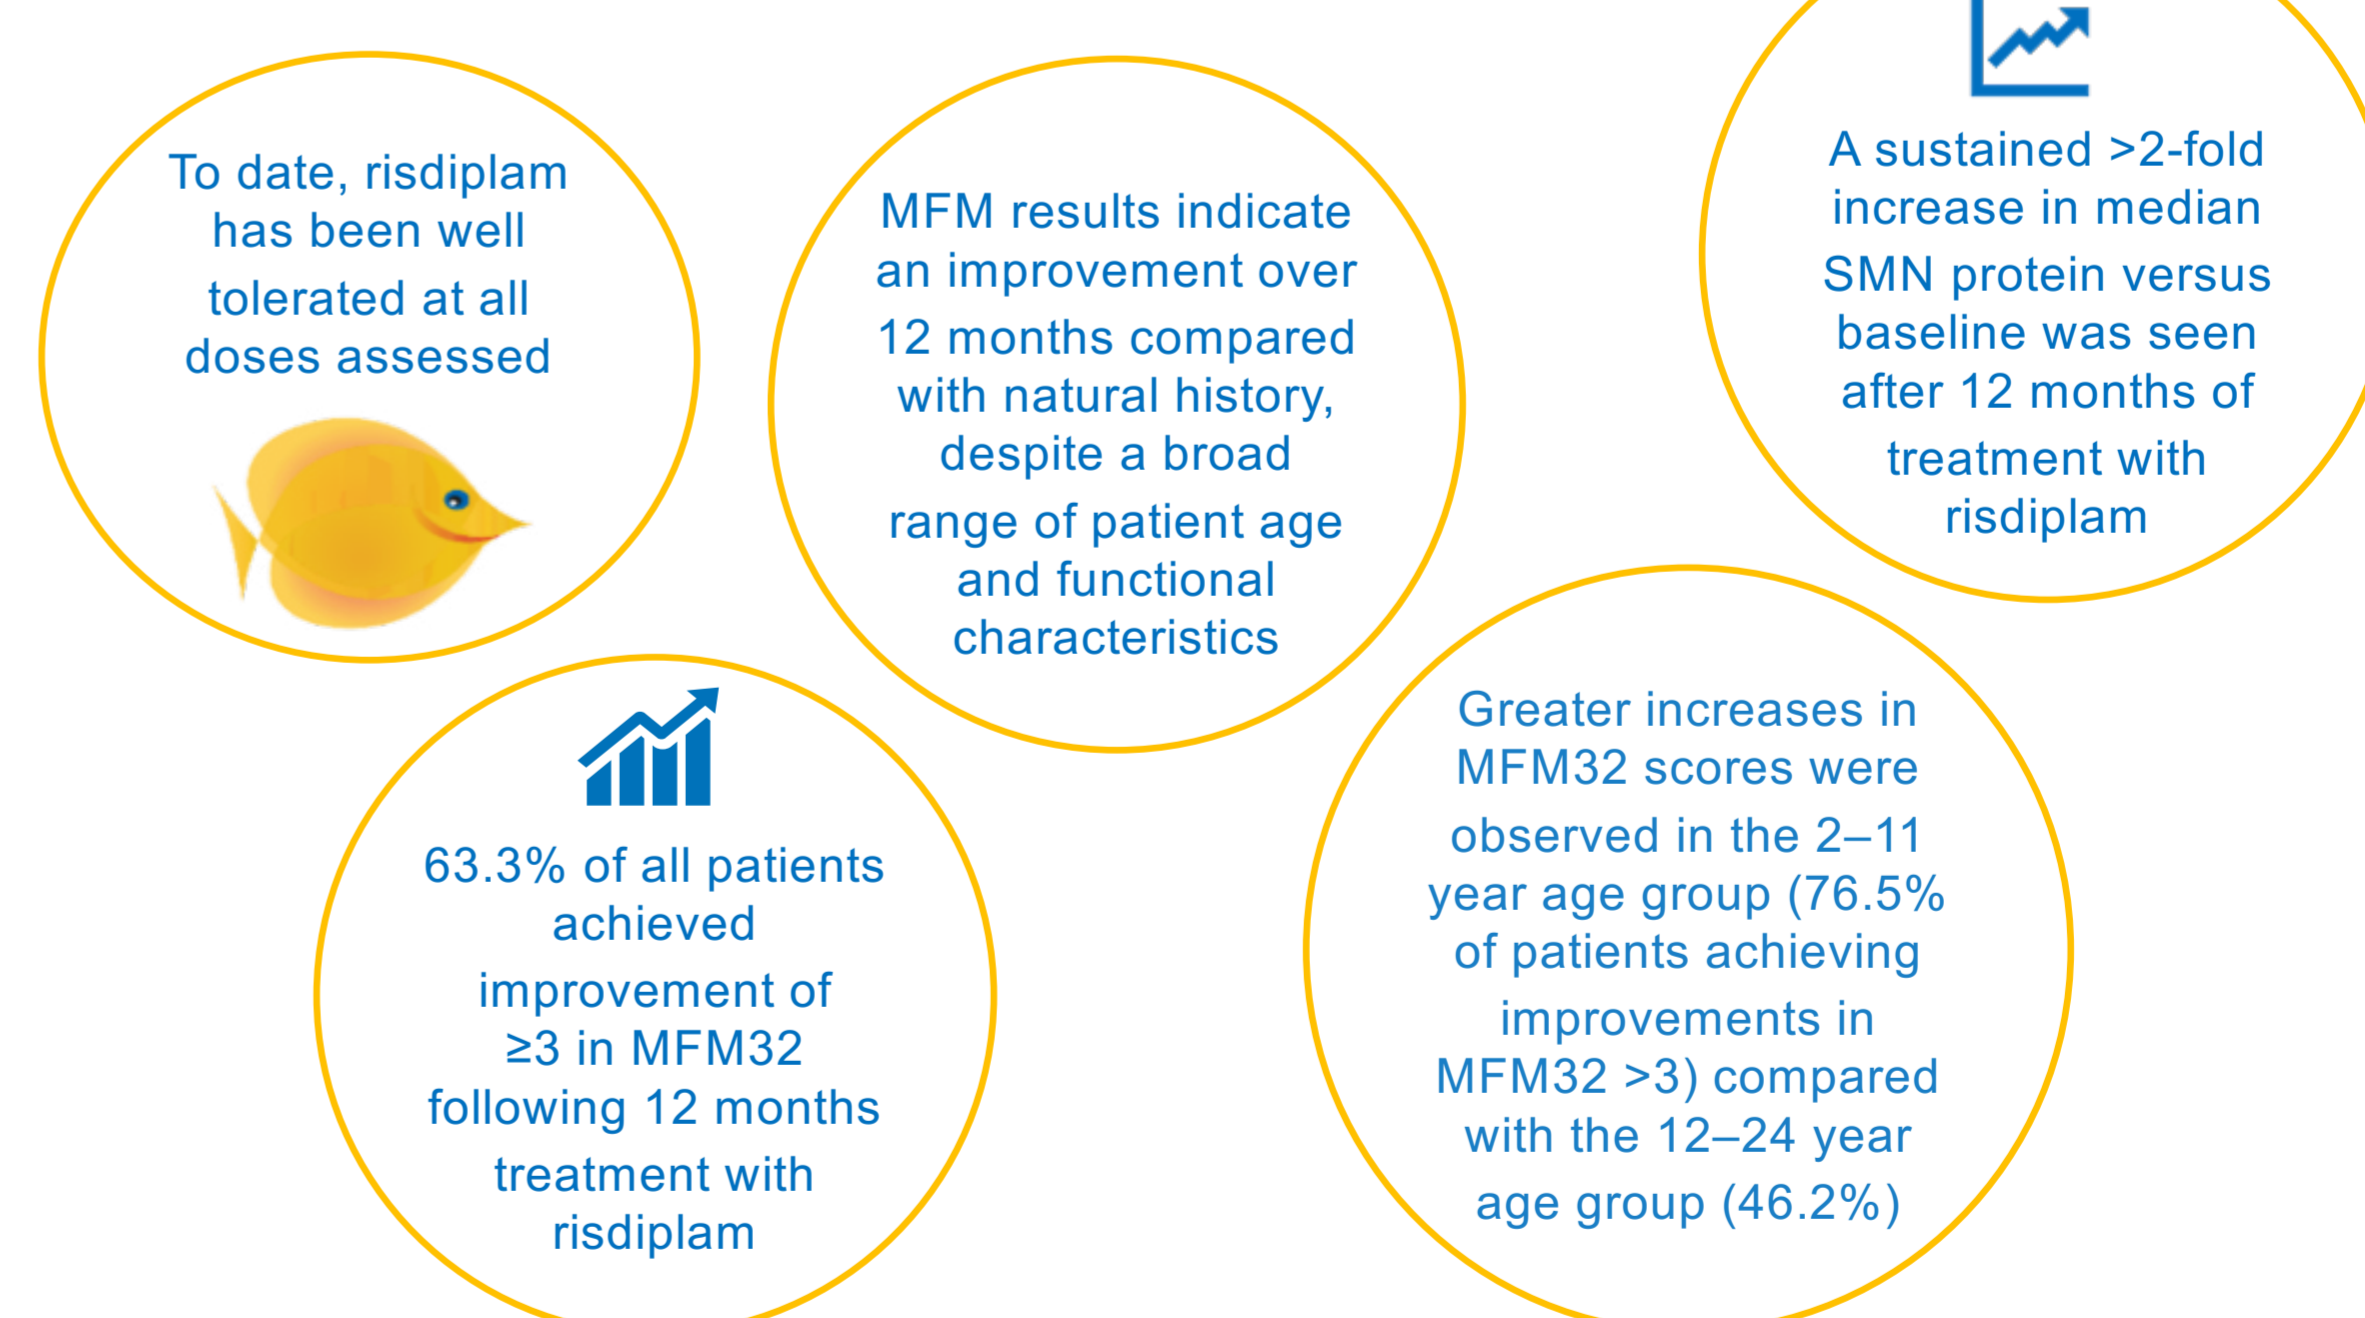 To date, risdiplam
has been well
tolerated at all
doses assessed
MFM results indicate
an improvement over
12 months compared
with natural history,
despite a broad
range of patient age
and functional
characteristics
A sustained >2-fold
increase in median
SMN protein versus
baseline was seen
after 12 months of
treatment with
risdiplam
63.3% of all patients
achieved
improvement of
≥3 in MFM32
following 12 months
treatment with
risdiplam
Greater increases in
MFM32 scores were
observed in the 2–11
year age group (76.5%
of patients achieving
improvements in
MFM32 >3) compared
with the 12–24 year
age group (46.2%)